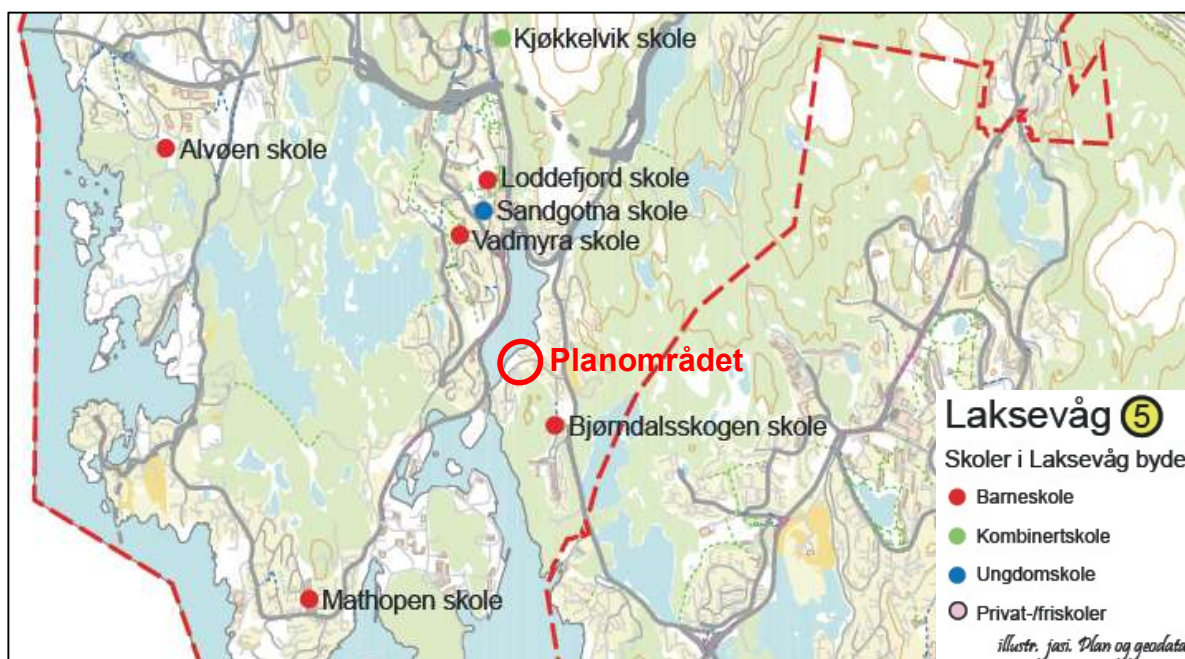 Kjøkkelvik skole
Alvøen skole
Loddefjord skole
Sandgotna skole
Vadmyra skole
Planområdet
Bjørndalsskogen skole
Mathopen skole
Laksevåg 5
Skoler i Laksevåg byde
Barneskole
Kombinertskole
Ungdomskole
Privat-/friskoler
illustr. jasi. Plan og geodata